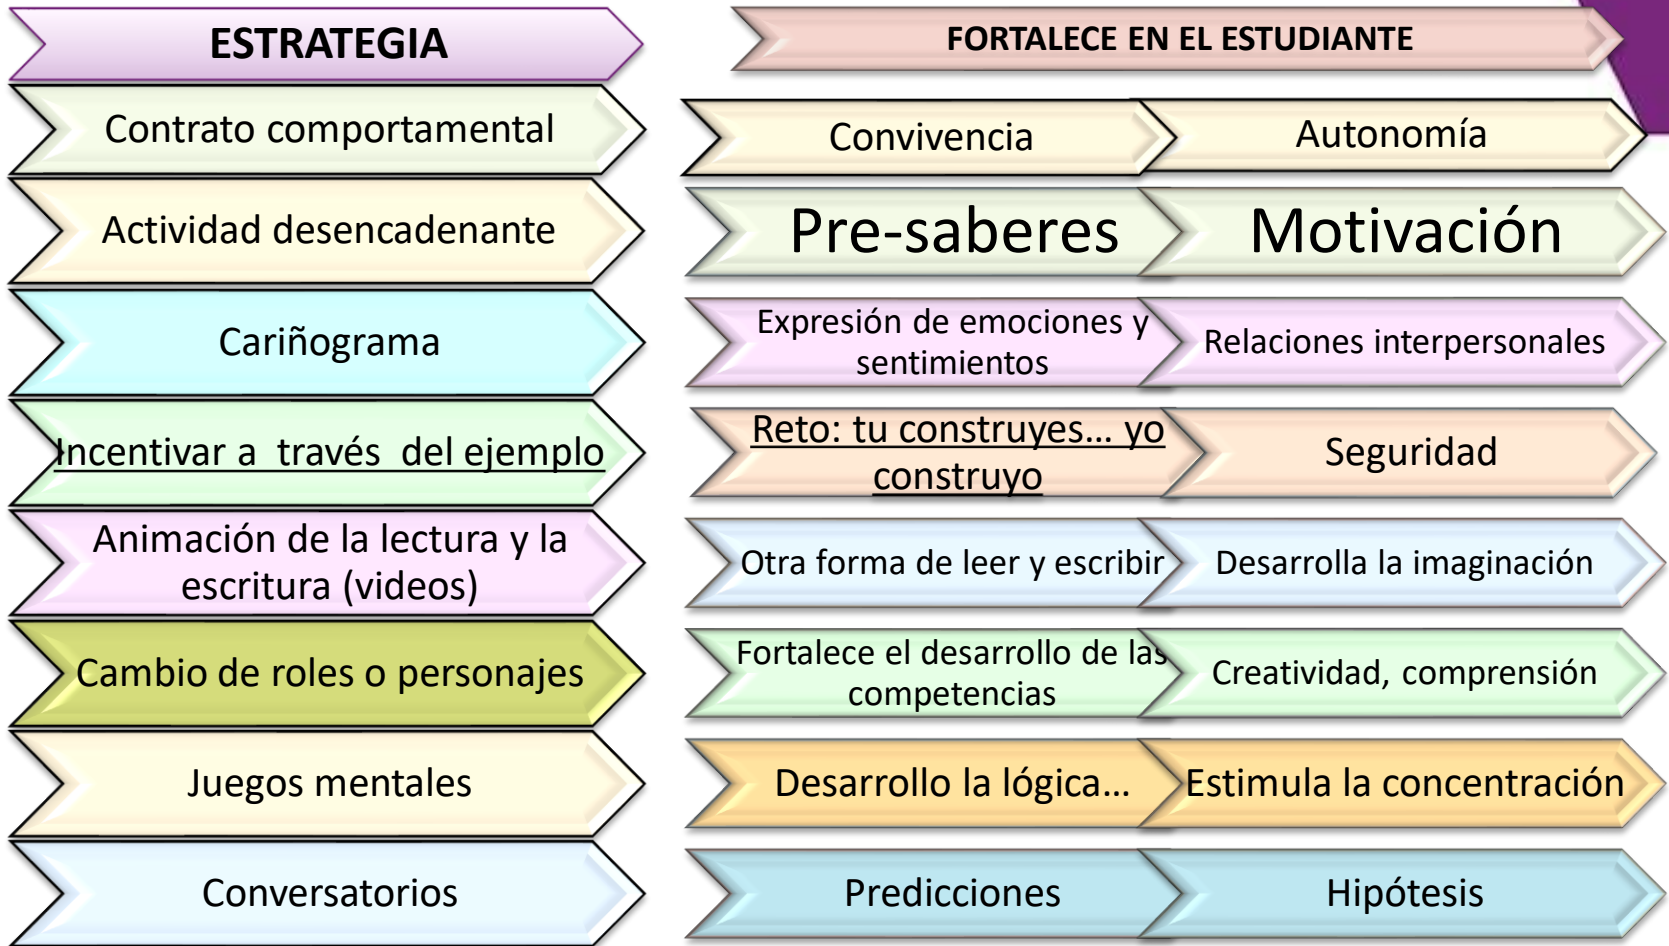 ESTRATEGIA
FORTALECE EN EL ESTUDIANTE
Contrato comportamental
Convivencia
Autonomía
Actividad desencadenante
Pre-saberes
Motivación
Cariñograma
Expresión de emociones y
sentimientos
Relaciones interpersonales
Incentivar a través del ejemplo
Reto: tu construyes... yo
construyo
Seguridad
Animación de la lectura y la
escritura (videos)
Otra forma de leer y escribir
Desarrolla la imaginación
Cambio de roles o personajes
Fortalece el desarrollo de las
competencias
Creatividad, comprensión
Juegos mentales
Desarrollo la lógica...
Estimula la concentración
Conversatorios
Predicciones
Hipótesis